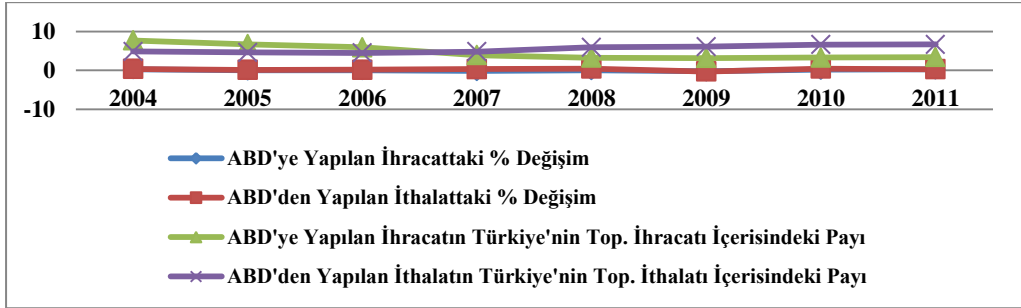 10
0
-10
2004 2005 2006 2007 2008 2009 2010 2011
ABD'ye Yapılan İhracattaki % Değişim
ABD'den Yapılan İthalattaki % Değişim
ABD'ye Yapılan İhracatın Türkiye'nin Top. İhracatı İçerisindeki Payı
ABD'den Yapılan İthalatın Türkiye'nin Top. İthalatı İçerisindeki Payı